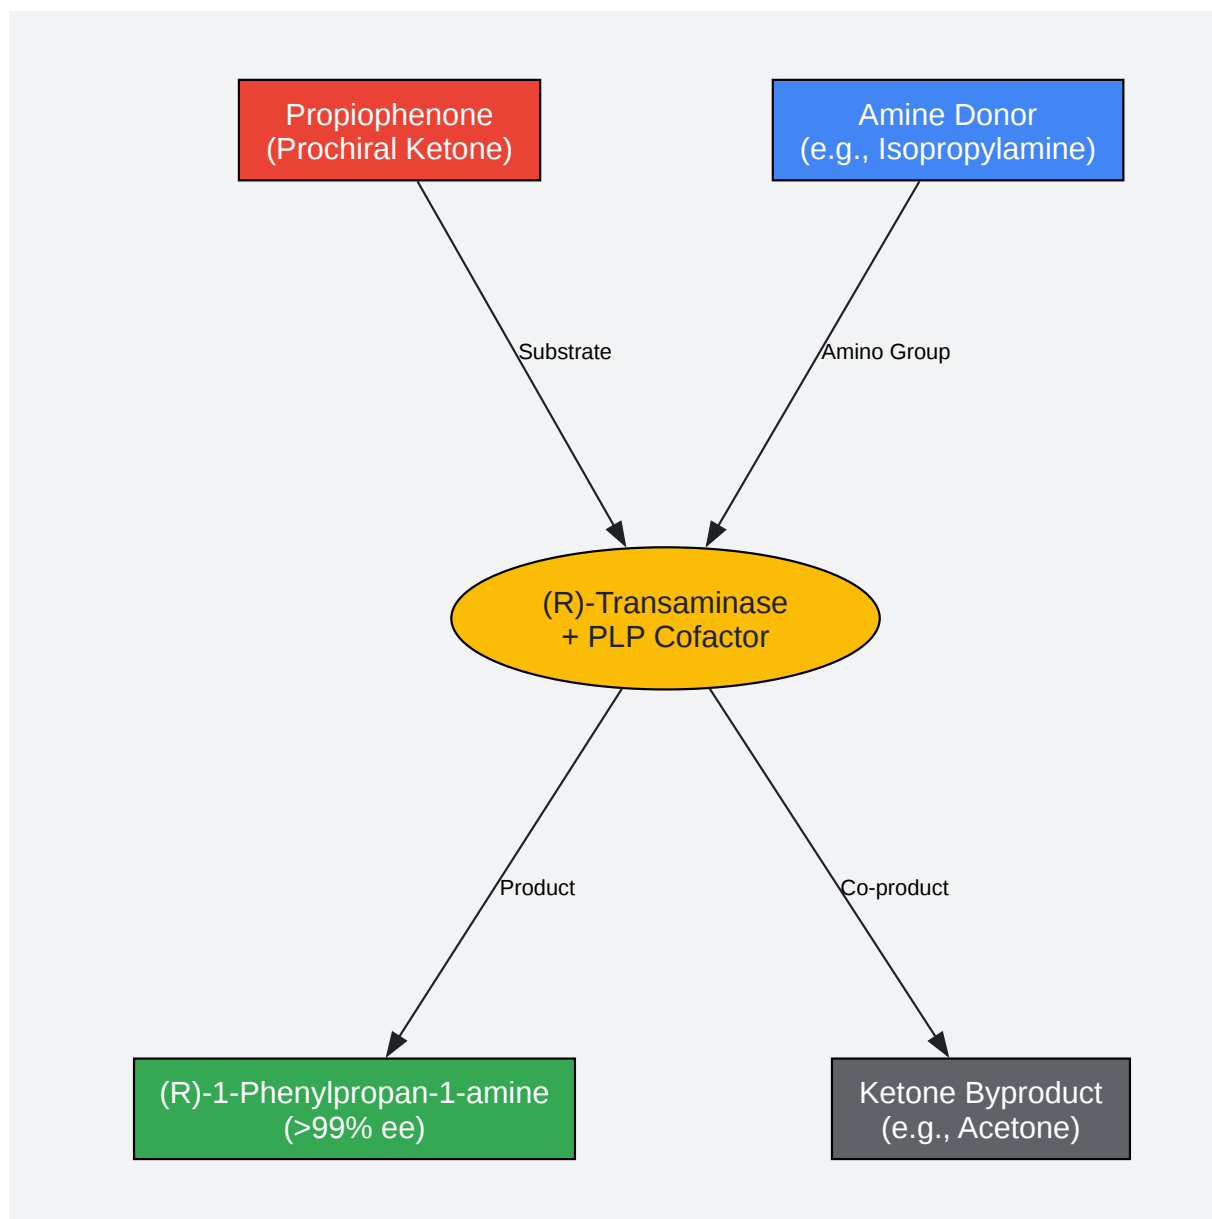 Propiophenone
(Prochiral Ketone)
Amine Donor
(e.g., Isopropylamine)
Substrate
Amino Group
(R)-Transaminase
+ PLP Cofactor
Product
Co-product
(R)-1-Phenylpropan-1-amine
(>99% ee)
Ketone Byproduct
(e.g., Acetone)